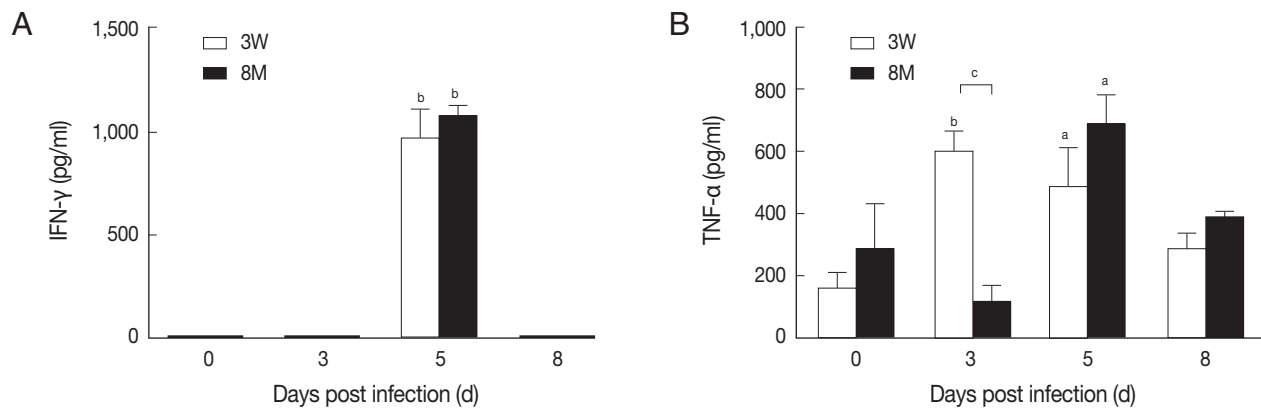 A
1,500
1,000
500
0
IFN-γ (pg/ml)
3W
8M
b b
0 3 5 8
Days post infection (d)
B
1,000
800
600
400
200
0
TNF-α (pg/ml)
3W
8M
c
b
a
a
0 3 5 8
Days post infection (d)